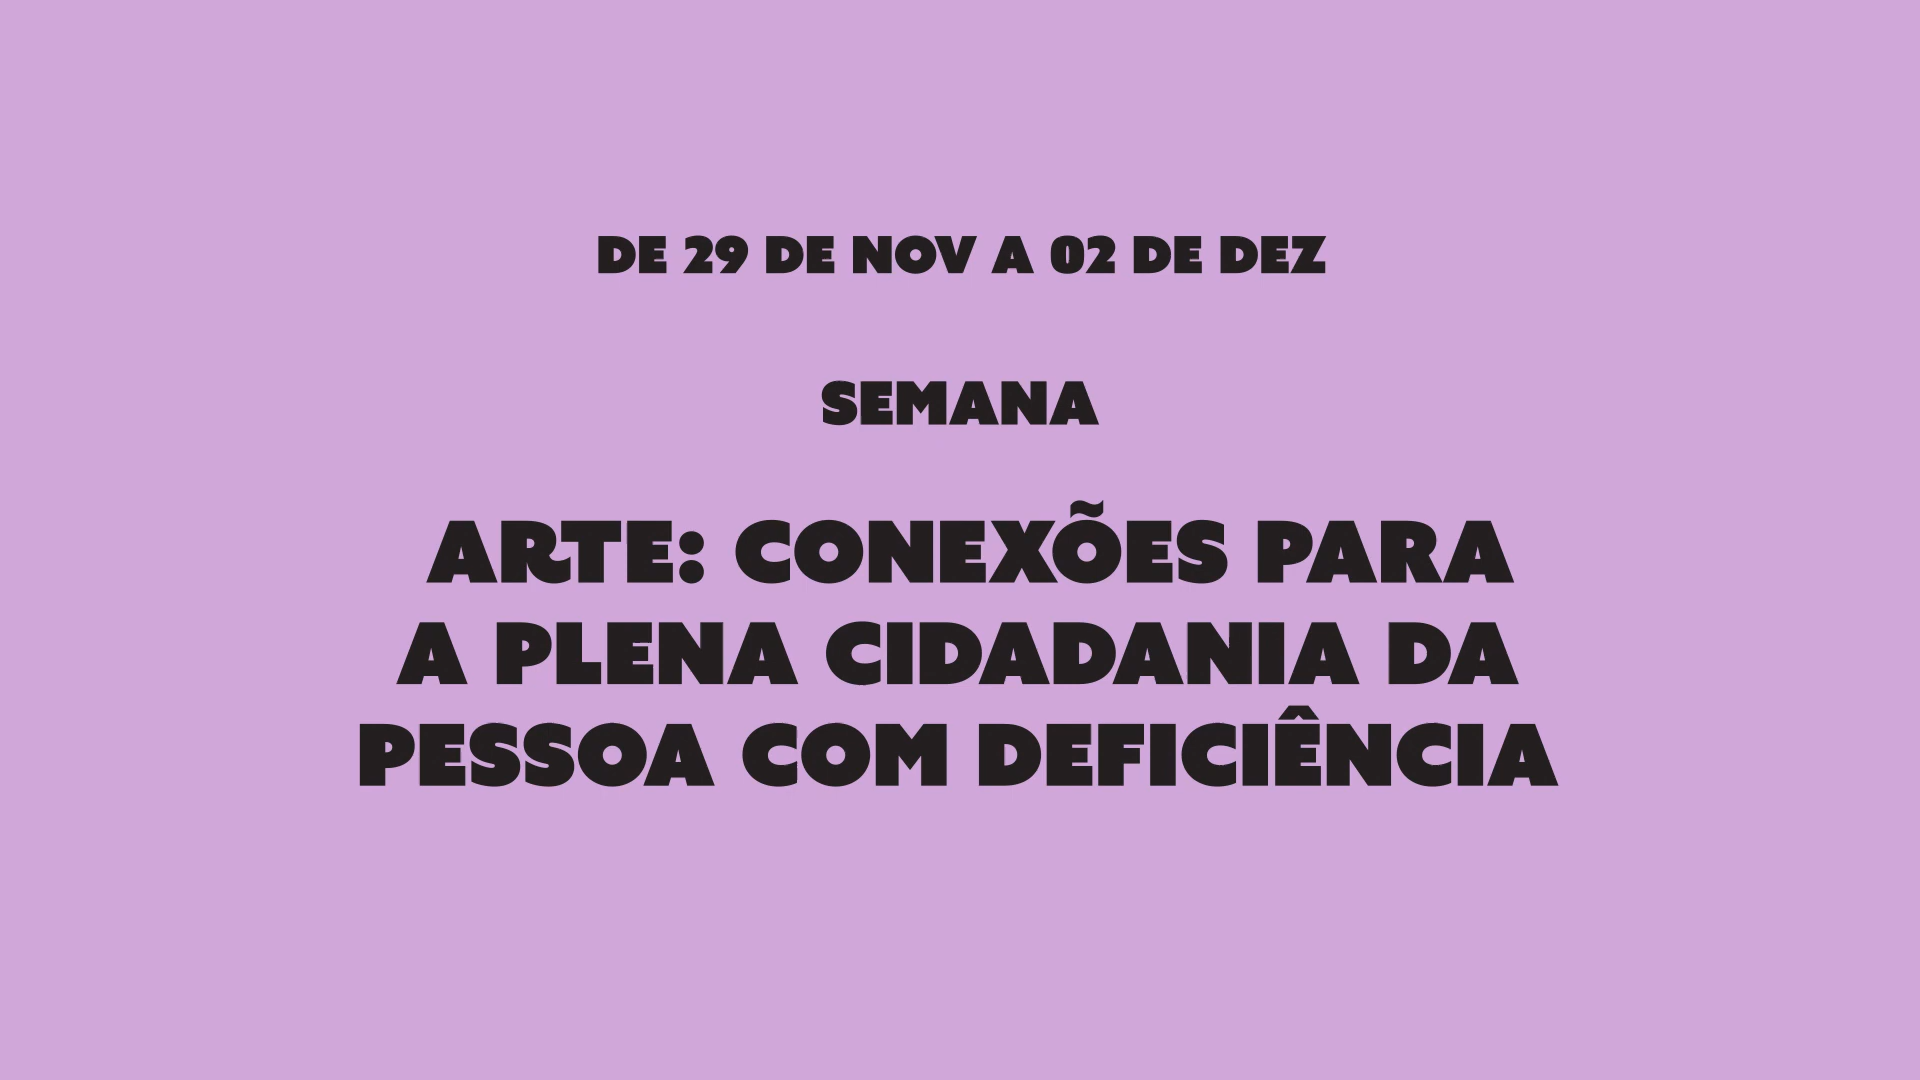 DE 29 DE NOV A 02 DE DEZ
SEMANA
ARTE: CONEXÕES PARA
A PLENA CIDADANIA DA
PESSOA COM DEFICIÊNCIA